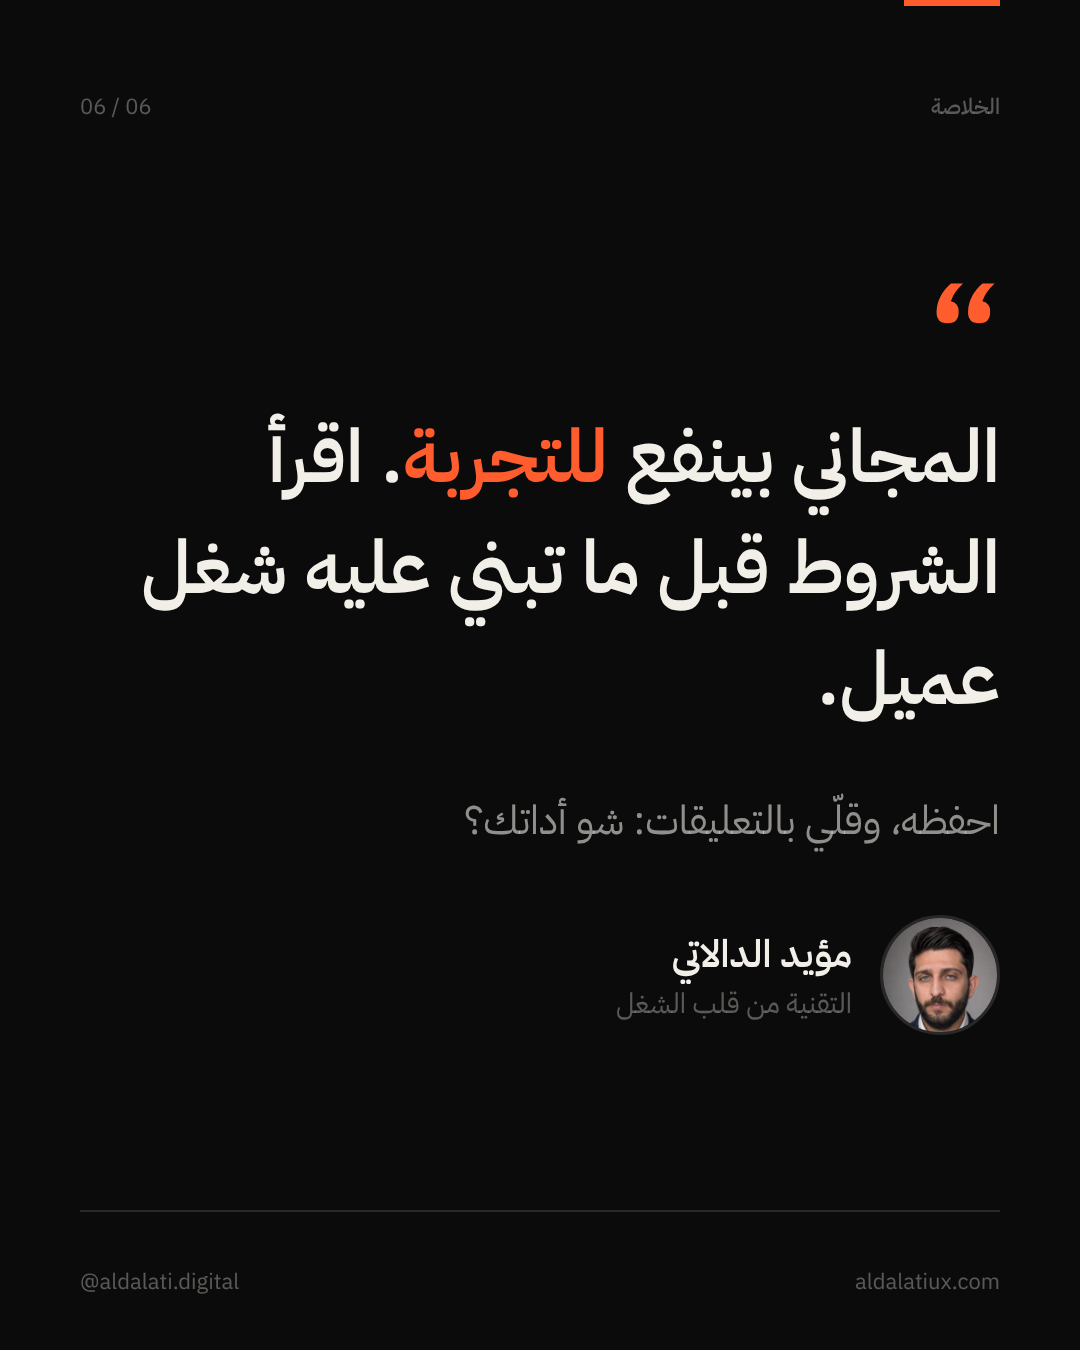 الخلاصة
06 / 06
“
المجاني بينفع للتجربة. اقرأ
الشروط قبل ما تبني عليه شغل
عميل.
احفظه، وقلّي بالتعليقات: شو أداتك؟
مؤيد الدالاتي
التقنية من قلب الشغل
aldalatiux.com
@aldalati.digital